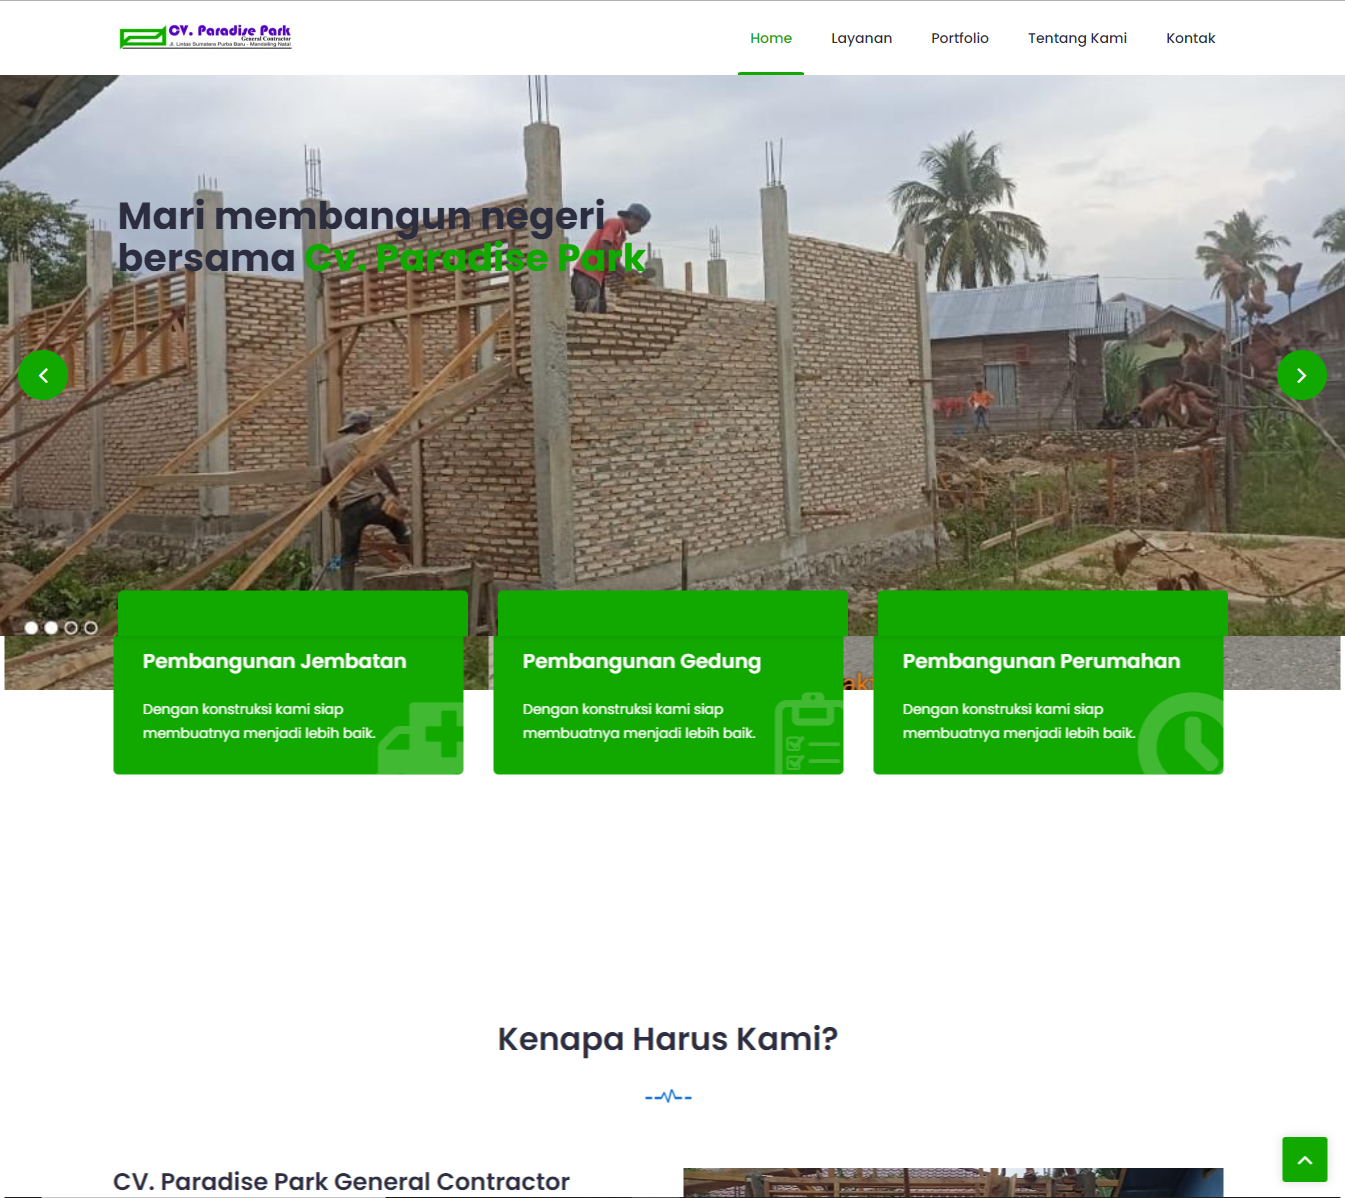 CV. Paradise Park
General Contractor
Jl. Lintas Sumatera Purba Baru - Mandailing Natal
Home
Layanan
Portfolio
Tentang Kami
Kontak
Mari membangun negeri
bersama Cv. Paradise Park
Pembangunan Jembatan
Dengan konstruksi kami siap
membuatnya menjadi lebih baik.
Pembangunan Gedung
Dengan konstruksi kami siap
membuatnya menjadi lebih baik.
Pembangunan Perumahan
Dengan konstruksi kami siap
membuatnya menjadi lebih baik.
Kenapa Harus Kami?
CV. Paradise Park General Contractor